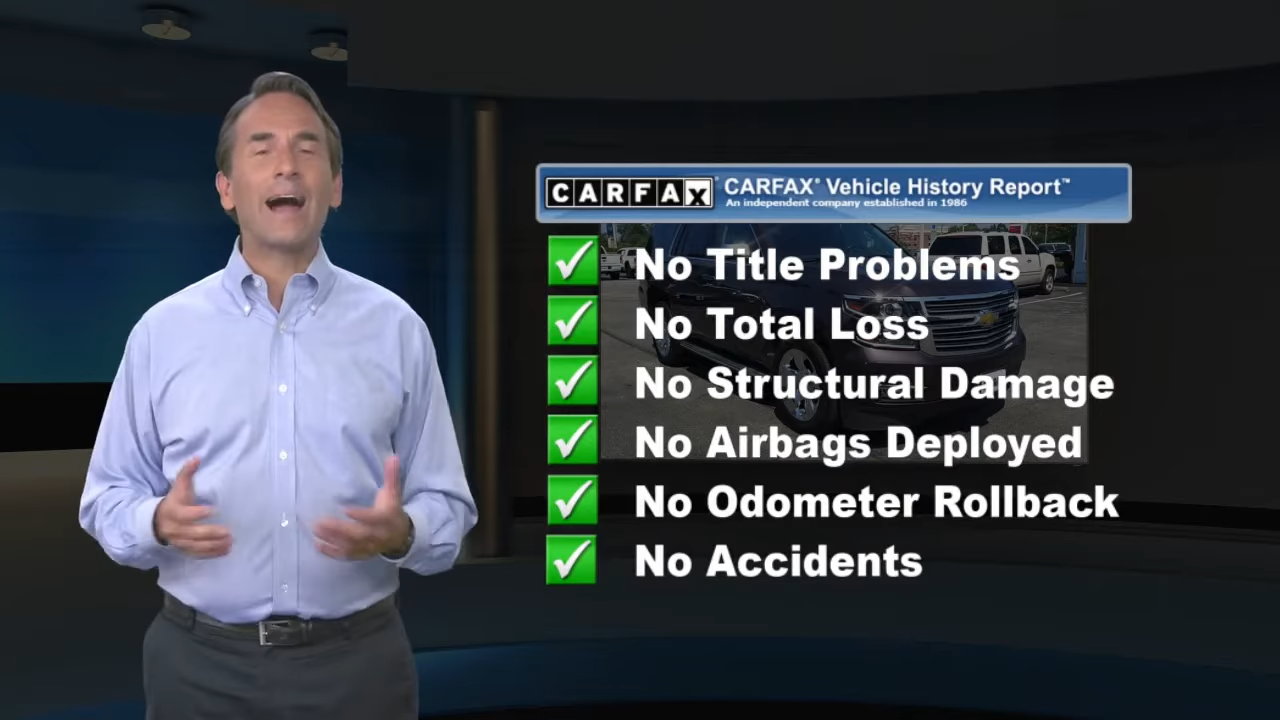 CARFAX CARFAX® Vehicle History Report™
An independent company established in 1986
No Title Problems
No Total Loss
No Structural Damage
No Airbags Deployed
No Odometer Rollback
No Accidents